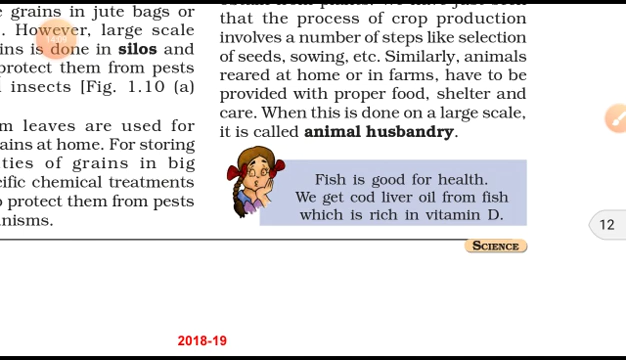 e grains in jute bags or
. However, large scale
ins is done in silos and
protect them from pests
insects [Fig. 1.10 (a)
m leaves are used for
ains at home. For storing
ties of grains in big
cific chemical treatments
o protect them from pests
nisms.
that the process of crop production
involves a number of steps like selection
of seeds, sowing, etc. Similarly, animals
reared at home or in farms, have to be
provided with proper food, shelter and
care. When this is done on a large scale,
it is called animal husbandry.
Fish is good for health.
We get cod liver oil from fish
which is rich in vitamin D.
SCIENCE
12
2018-19